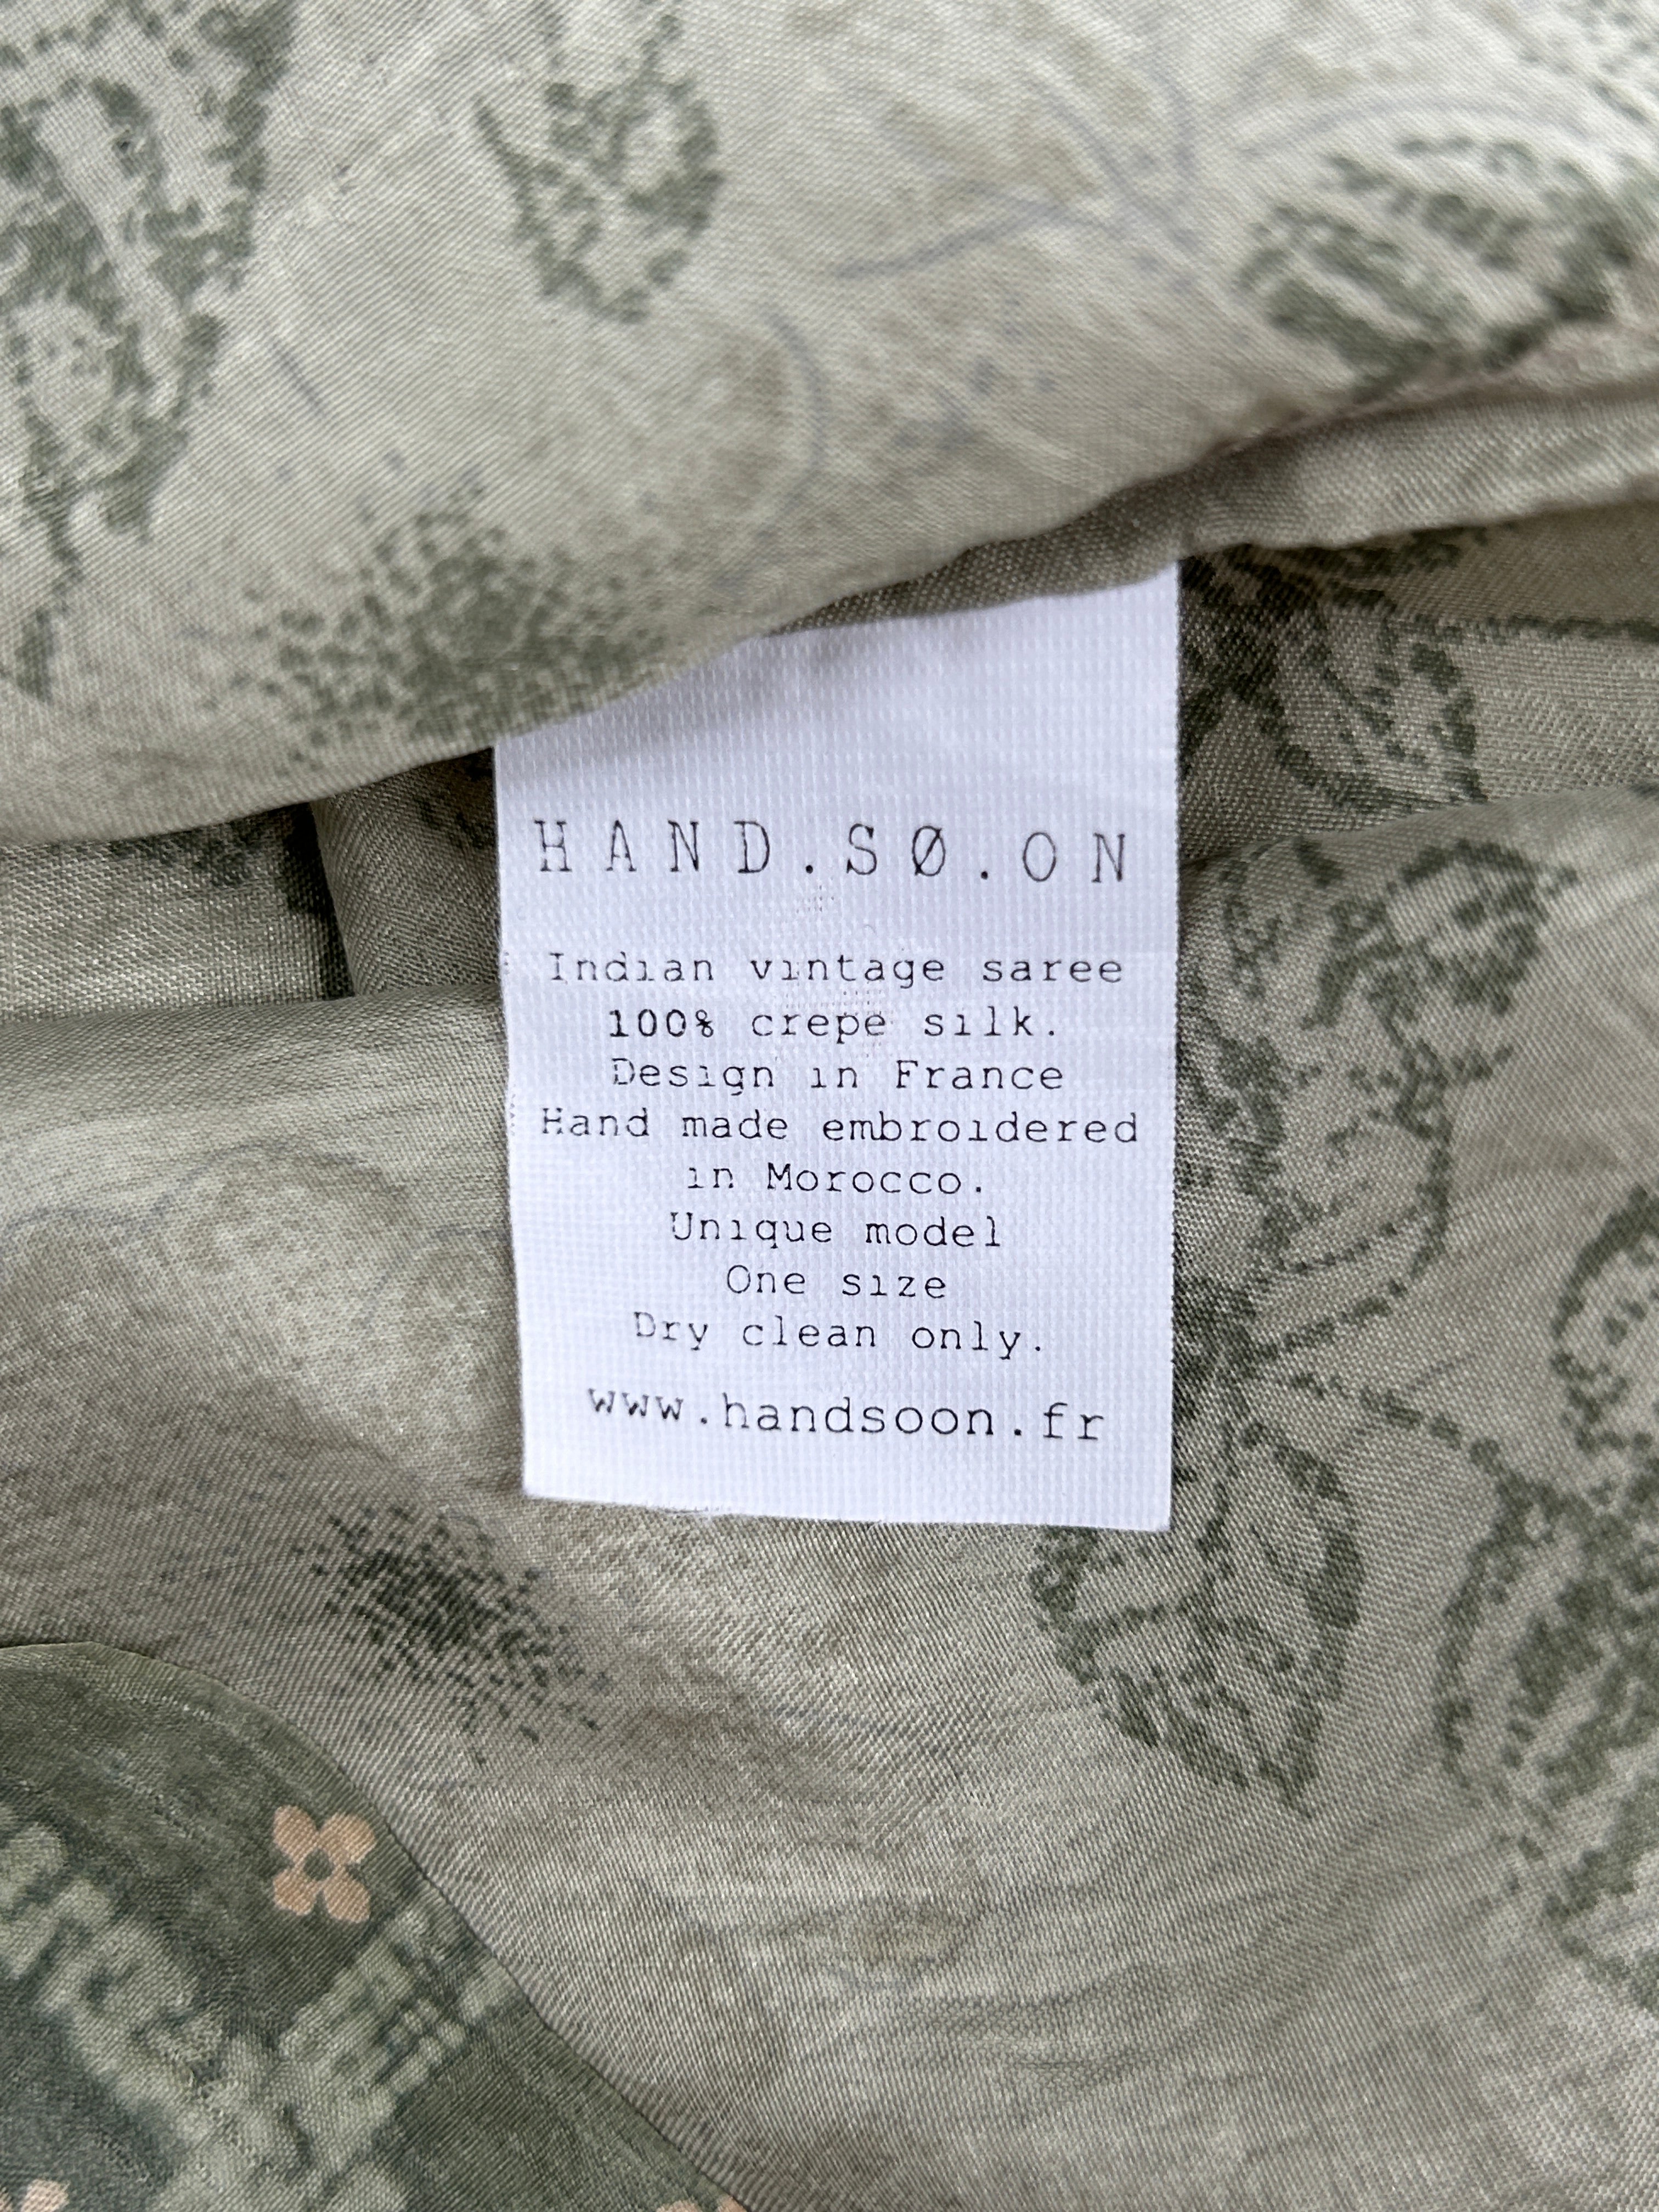 HAND.SØ.ON
Indian vintage saree
100% crepe silk.
Design in France
Hand made embroidered
in Morocco.
Unique model
One size
Dry clean only.
www.handsoon.fr